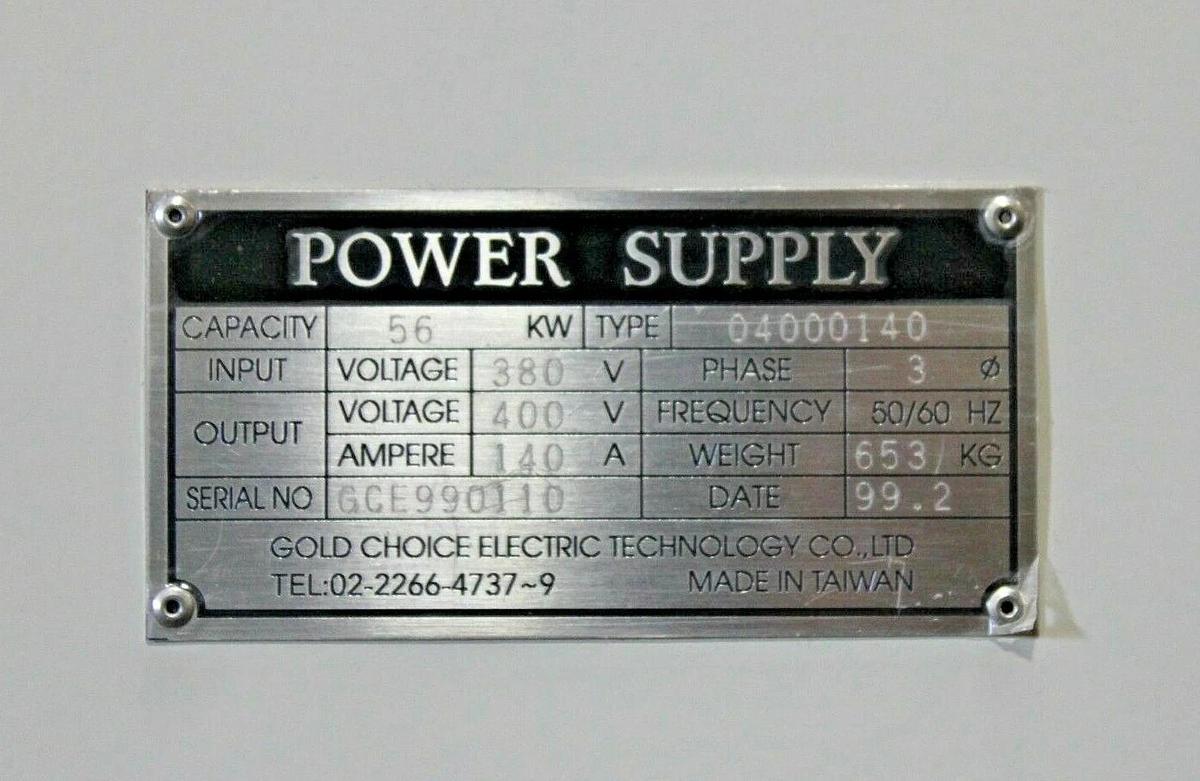 POWER SUPPLY
CAPACITY 56 KW TYPE 04000140
INPUT VOLTAGE 380 V PHASE 3 Ø
OUTPUT VOLTAGE 400 V FREQUENCY 50/60 HZ
AMPERE 140 A WEIGHT 653 KG
SERIAL NO GCE990110 DATE 99.2
GOLD CHOICE ELECTRIC TECHNOLOGY CO.,LTD
TEL:02-2266-4737~9 MADE IN TAIWAN